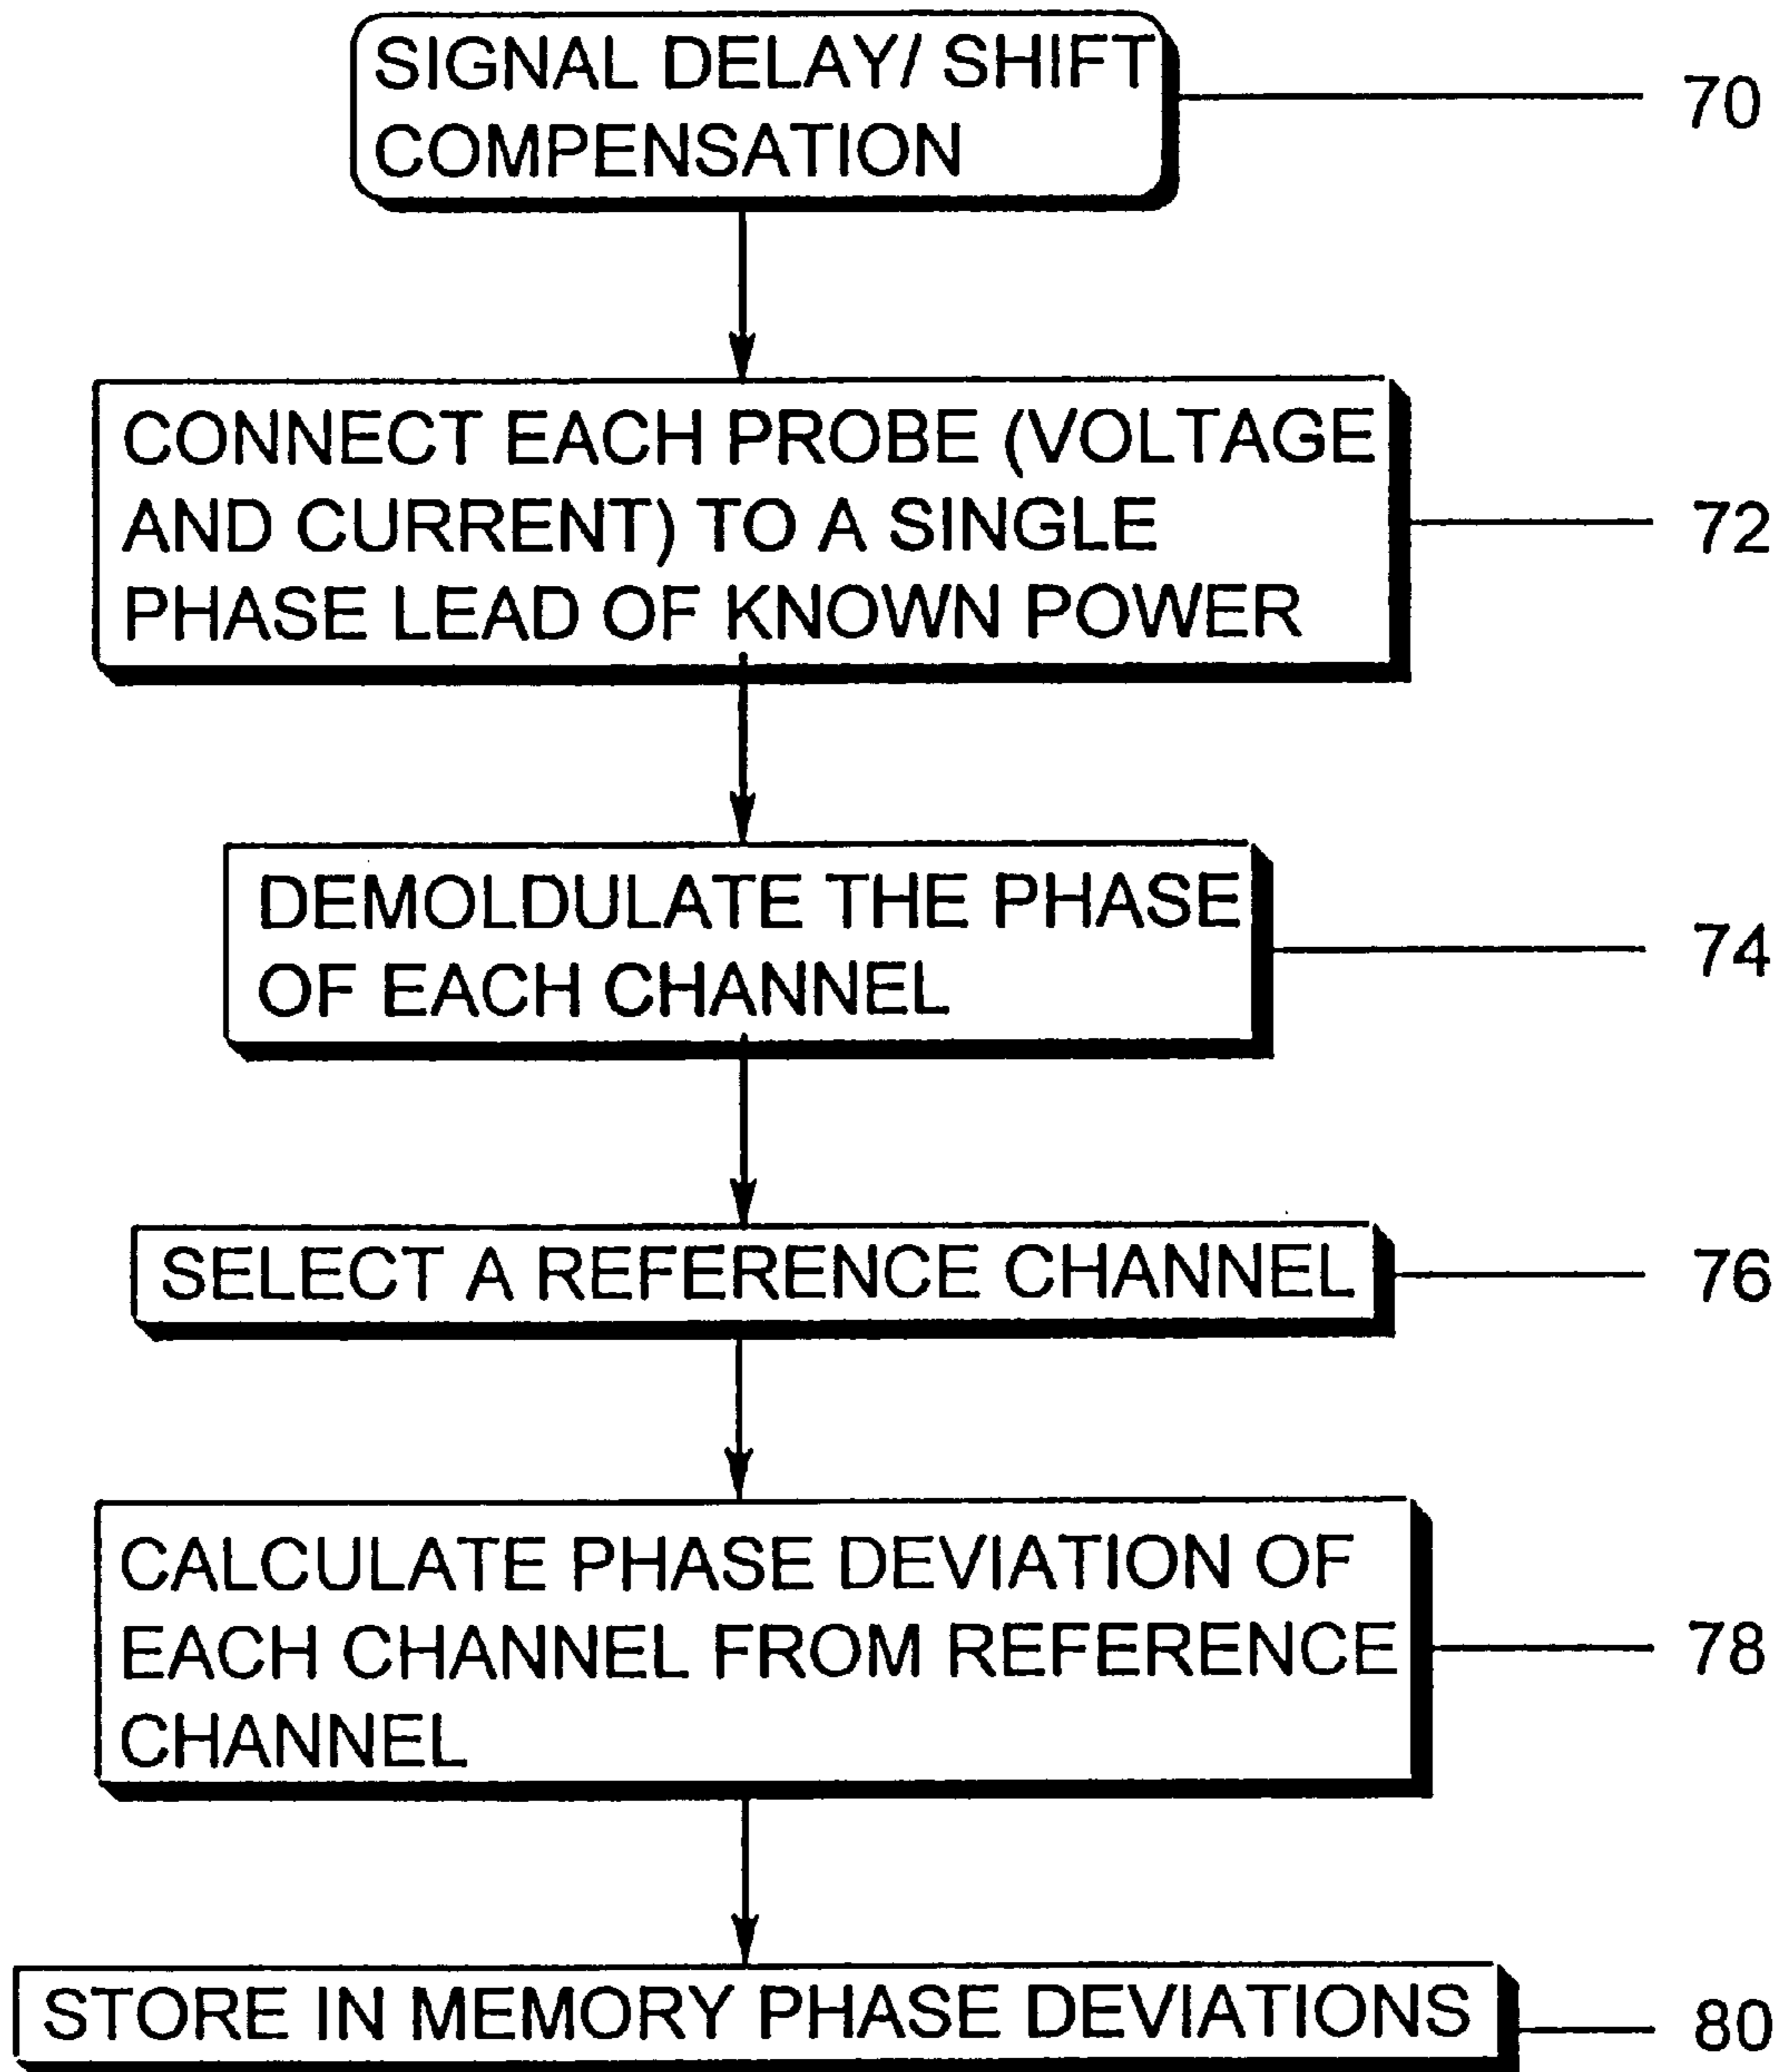 SIGNAL DELAY/ SHIFT
COMPENSATION
70
CONNECT EACH PROBE (VOLTAGE
AND CURRENT) TO A SINGLE
PHASE LEAD OF KNOWN POWER
72
DEMOLDULATE THE PHASE
OF EACH CHANNEL
74
SELECT A REFERENCE CHANNEL
76
CALCULATE PHASE DEVIATION OF
EACH CHANNEL FROM REFERENCE
CHANNEL
78
STORE IN MEMORY PHASE DEVIATIONS
80